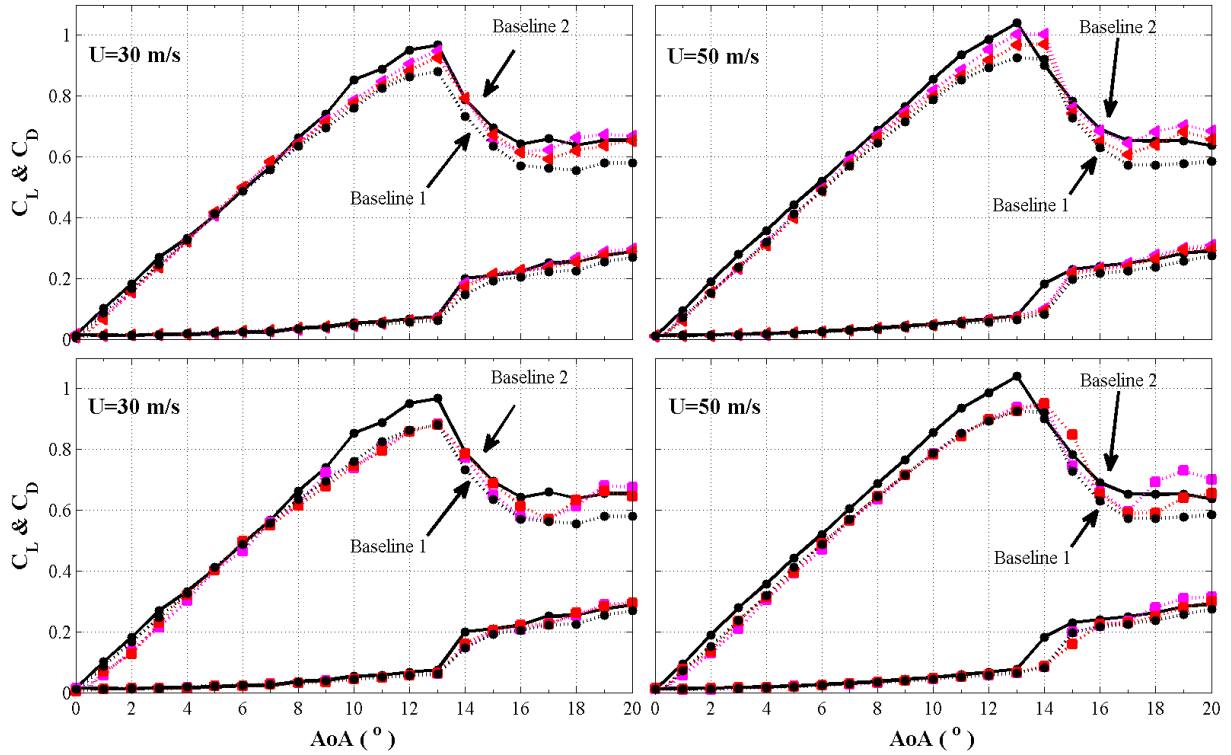 U=30 m/s
Baseline 2
U=50 m/s
Baseline 2
1
0.8
0.6
0.4
0.2
0
C_L & C_D
Baseline 1
Baseline 1
U=30 m/s
Baseline 2
U=50 m/s
Baseline 2
1
0.8
0.6
0.4
0.2
0
C_L & C_D
Baseline 1
Baseline 1
0 2 4 6 8 10 12 14 16 18 20
0 2 4 6 8 10 12 14 16 18 20
AoA ( ° )
AoA ( ° )